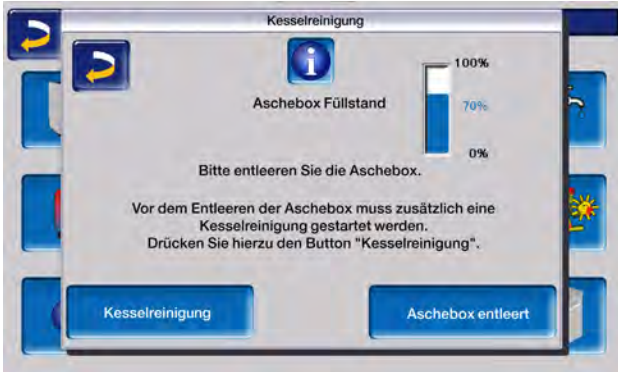 Kesselreinigung
100%
Aschebox Füllstand
70%
0%
Bitte entleeren Sie die Aschebox.
Vor dem Entleeren der Aschebox muss zusätzlich eine
Kesselreinigung gestartet werden.
Drücken Sie hierzu den Button "Kesselreinigung".
Kesselreinigung
Aschebox entleert